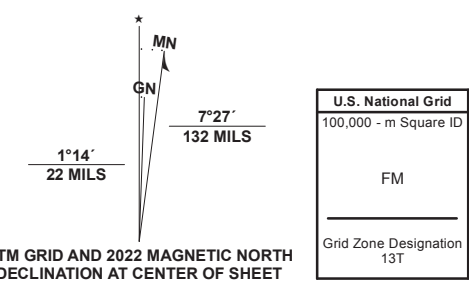 ★
MN
GN
7°27´
132 MILS
1°14´
22 MILS
TM GRID AND 2022 MAGNETIC NORTH
DECLINATION AT CENTER OF SHEET
U.S. National Grid
100,000 - m Square ID
FM
Grid Zone Designation
13T